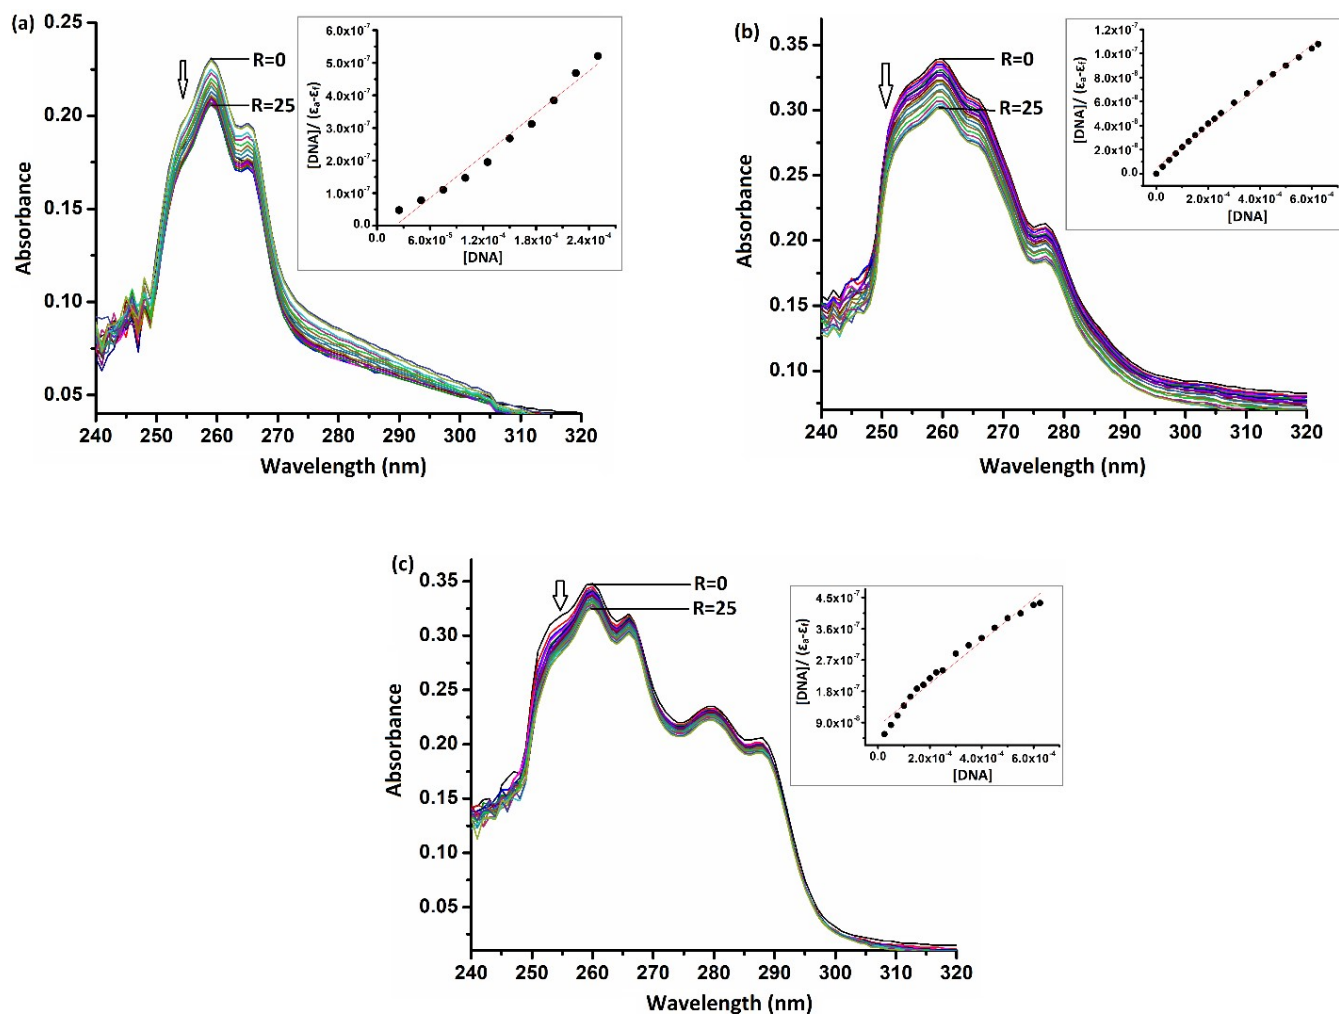 (a)
0.25
0.20
0.15
0.10
0.05
Absorbance
R=0
R=25
240 250 260 270 280 290 300 310 320
Wavelength (nm)
6.0x10⁻⁷
4.5x10⁻⁷
3.0x10⁻⁷
2.0x10⁻⁷
1.0x10⁻⁷
0.0
[DNA]/ (εₐ-εf)
0.0 6.0x10⁻⁵ 1.2x10⁻⁴ 1.8x10⁻⁴ 2.4x10⁻⁴
[DNA]
(b)
0.35
0.30
0.25
0.20
0.15
0.10
Absorbance
R=0
R=25
240 250 260 270 280 290 300 310 320
Wavelength (nm)
1.2x10⁻⁷
1.0x10⁻⁷
8.0x10⁻⁸
6.0x10⁻⁸
4.0x10⁻⁸
2.0x10⁻⁸
0.0
[DNA]/ (εₐ-εf)
0.0 2.0x10⁻⁴ 4.0x10⁻⁴ 6.0x10⁻⁴
[DNA]
(c)
0.35
0.30
0.25
0.20
0.15
0.10
0.05
Absorbance
R=0
R=25
240 250 260 270 280 290 300 310 320
Wavelength (nm)
4.5x10⁻⁷
3.6x10⁻⁷
2.7x10⁻⁷
1.8x10⁻⁷
9.0x10⁻⁸
[DNA]/ (εₐ-εf)
0.0 2.0x10⁻⁴ 4.0x10⁻⁴ 6.0x10⁻⁴
[DNA]